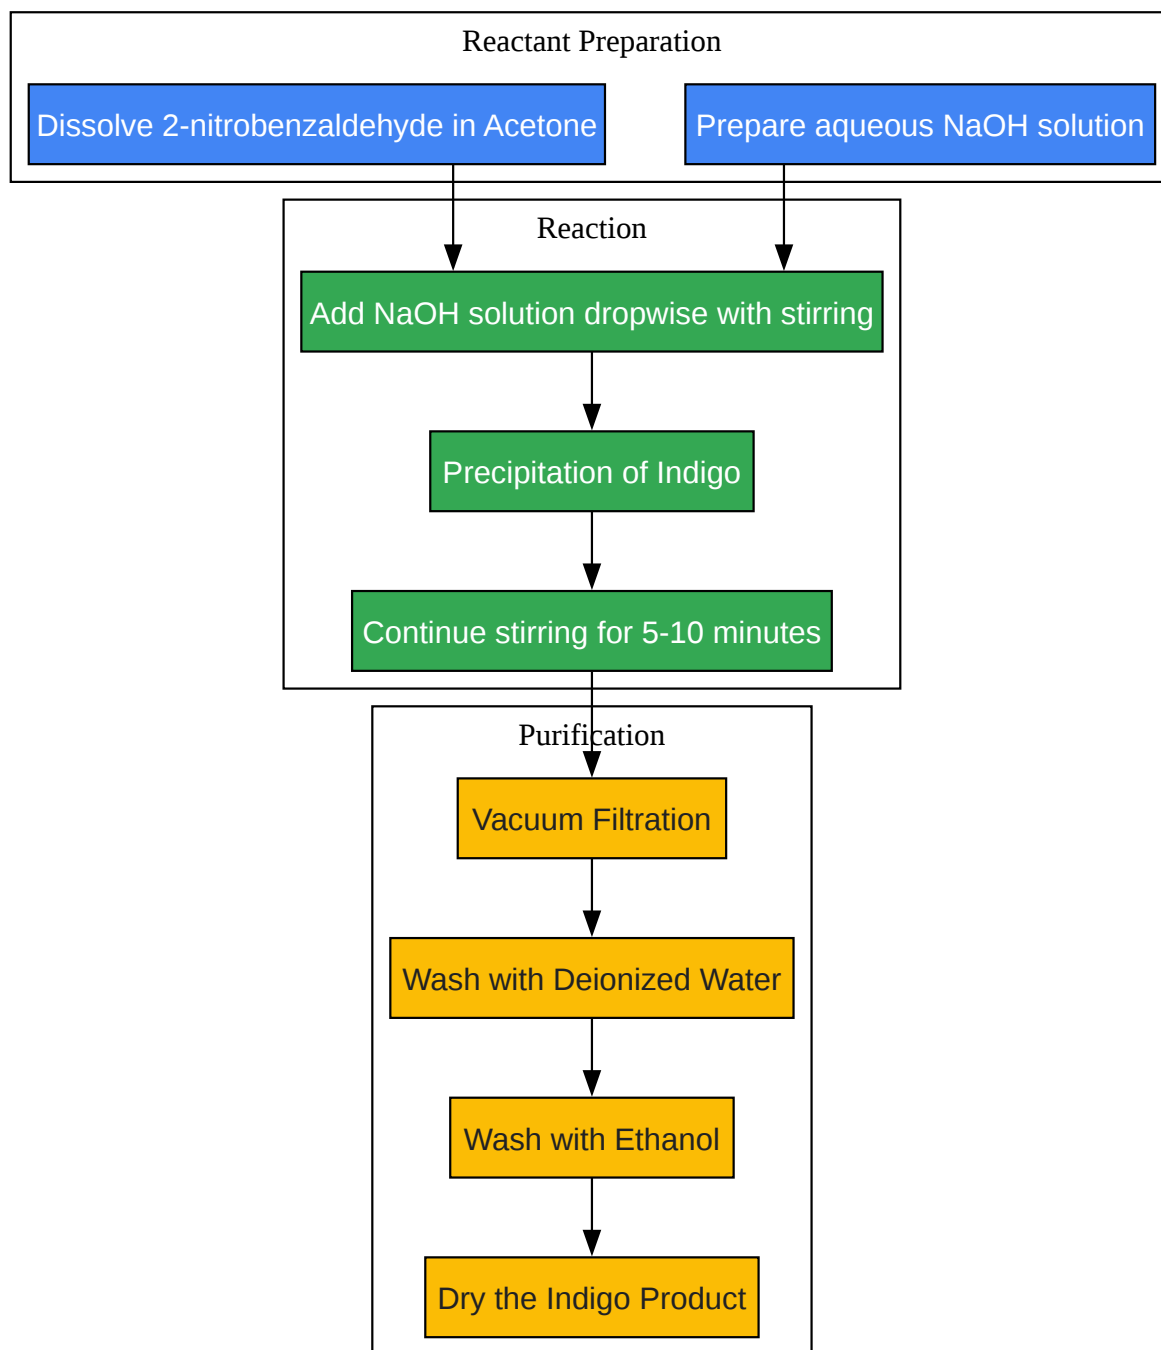 Reactant Preparation
Dissolve 2-nitrobenzaldehyde in Acetone
Prepare aqueous NaOH solution
Reaction
Add NaOH solution dropwise with stirring
Precipitation of Indigo
Continue stirring for 5-10 minutes
Purification
Vacuum Filtration
Wash with Deionized Water
Wash with Ethanol
Dry the Indigo Product